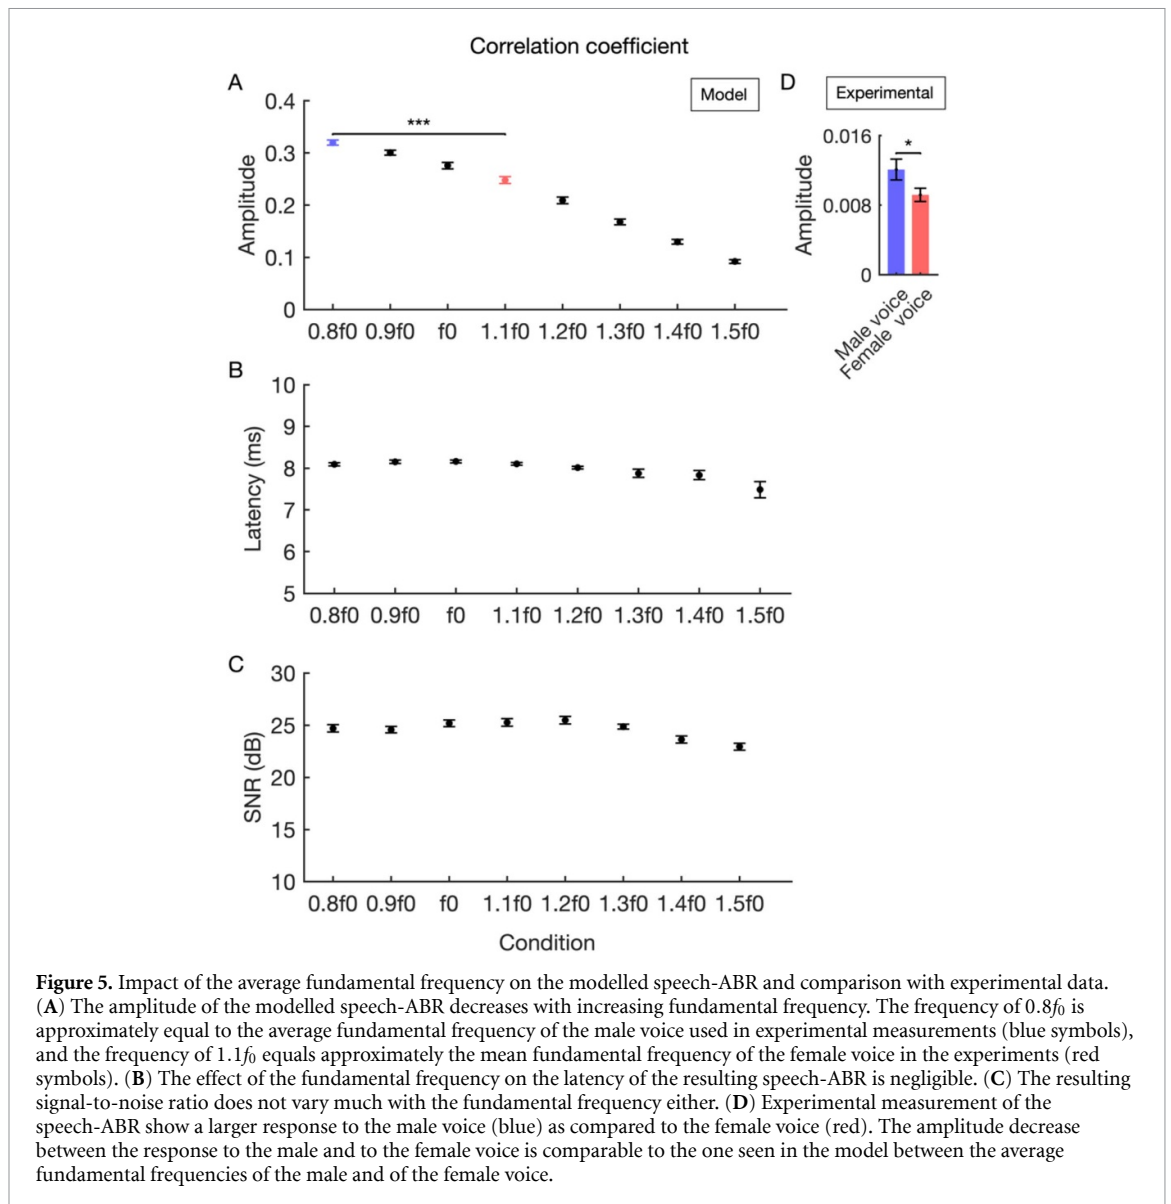 Correlation coefficient
A
Model
0.4
0.3
0.2
0.1
0
Amplitude
***
0.8f0 0.9f0 f0 1.1f0 1.2f0 1.3f0 1.4f0 1.5f0
D
Experimental
0.016
0.008
0
Amplitude
*
Male voice
Female voice
B
10
9
8
7
6
5
Latency (ms)
0.8f0 0.9f0 f0 1.1f0 1.2f0 1.3f0 1.4f0 1.5f0
C
30
25
20
15
10
SNR (dB)
0.8f0 0.9f0 f0 1.1f0 1.2f0 1.3f0 1.4f0 1.5f0
Condition
Figure 5. Impact of the average fundamental frequency on the modelled speech-ABR and comparison with experimental data.
(A) The amplitude of the modelled speech-ABR decreases with increasing fundamental frequency. The frequency of 0.8f₀ is
approximately equal to the average fundamental frequency of the male voice used in experimental measurements (blue symbols),
and the frequency of 1.1f₀ equals approximately the mean fundamental frequency of the female voice in the experiments (red
symbols). (B) The effect of the fundamental frequency on the latency of the resulting speech-ABR is negligible. (C) The resulting
signal-to-noise ratio does not vary much with the fundamental frequency either. (D) Experimental measurement of the
speech-ABR show a larger response to the male voice (blue) as compared to the female voice (red). The amplitude decrease
between the response to the male and to the female voice is comparable to the one seen in the model between the average
fundamental frequencies of the male and of the female voice.